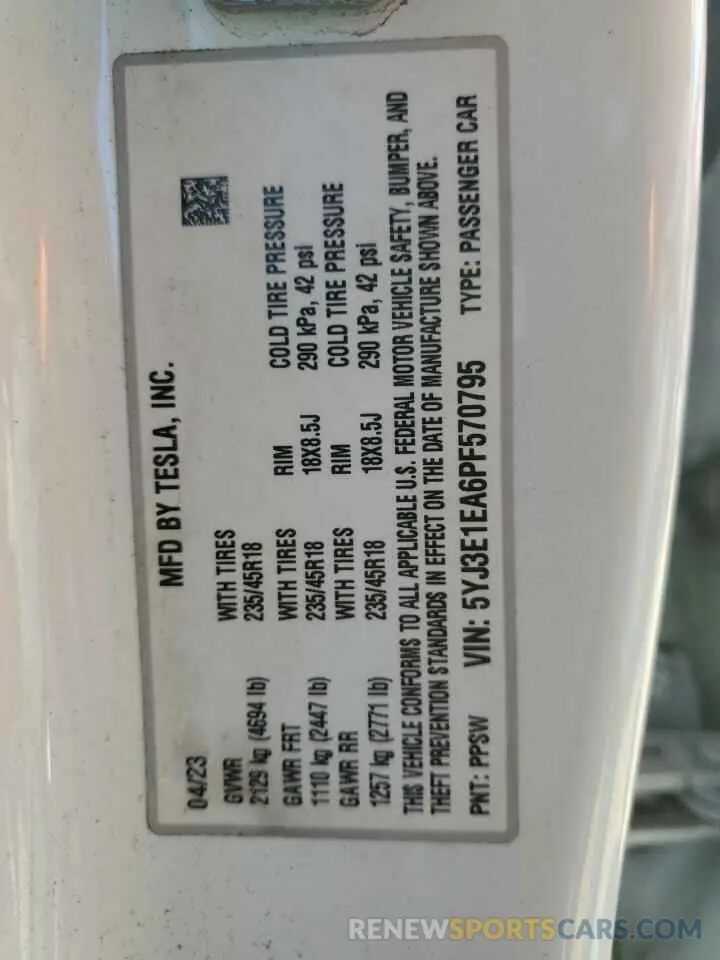 MFD BY TESLA, INC.
04/23
GVWR WITH TIRES
2129 kg (4694 lb) 235/45R18
GAWR FRT WITH TIRES RIM COLD TIRE PRESSURE
1110 kg (2447 lb) 235/45R18 18X8.5J 290 kPa, 42 psi
GAWR RR WITH TIRES RIM COLD TIRE PRESSURE
1257 kg (2771 lb) 235/45R18 18X8.5J 290 kPa, 42 psi
THIS VEHICLE CONFORMS TO ALL APPLICABLE U.S. FEDERAL MOTOR VEHICLE SAFETY, BUMPER, AND
THEFT PREVENTION STANDARDS IN EFFECT ON THE DATE OF MANUFACTURE SHOWN ABOVE.
PNT: PPSW VIN: 5YJ3E1EA6PF570795 TYPE: PASSENGER CAR
RENEWSPORTSCARS.COM